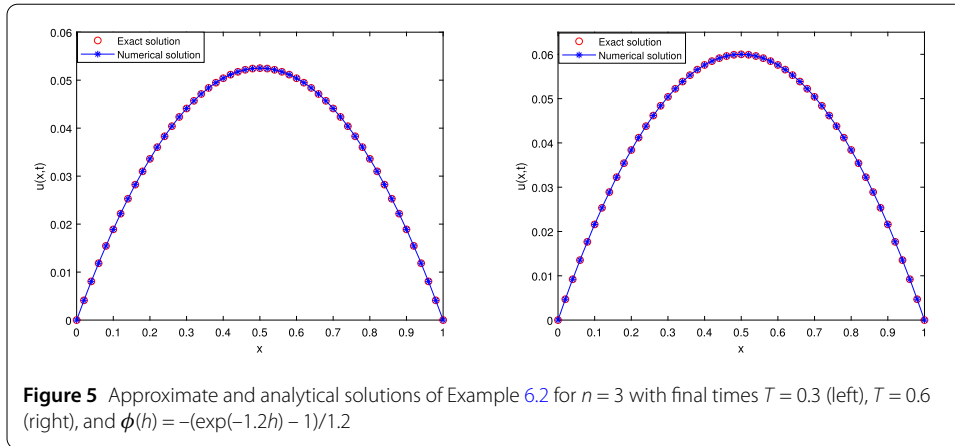 0.06
0.05
0.04
0.03
0.02
0.01
0
u(x,t)
Exact solution
Numerical solution
0 0.1 0.2 0.3 0.4 0.5 0.6 0.7 0.8 0.9 1
x
0.06
0.05
0.04
0.03
0.02
0.01
0
u(x,t)
Exact solution
Numerical solution
0 0.1 0.2 0.3 0.4 0.5 0.6 0.7 0.8 0.9 1
x
Figure 5 Approximate and analytical solutions of Example 6.2 for n = 3 with final times T = 0.3 (left), T = 0.6
(right), and ϕ(h) = –(exp(–1.2h) – 1)/1.2